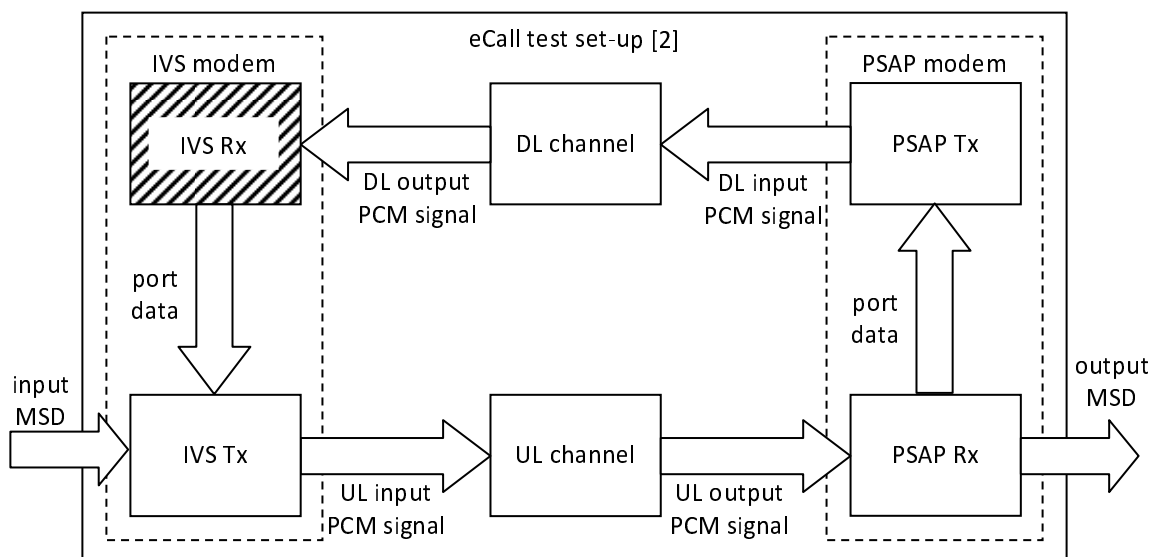 eCall test set-up [2]
IVS modem
PSAP modem
IVS Rx
DL channel
PSAP Tx
DL output
PCM signal
DL input
PCM signal
port
data
port
data
input
MSD
output
MSD
IVS Tx
UL channel
PSAP Rx
UL input
PCM signal
UL output
PCM signal